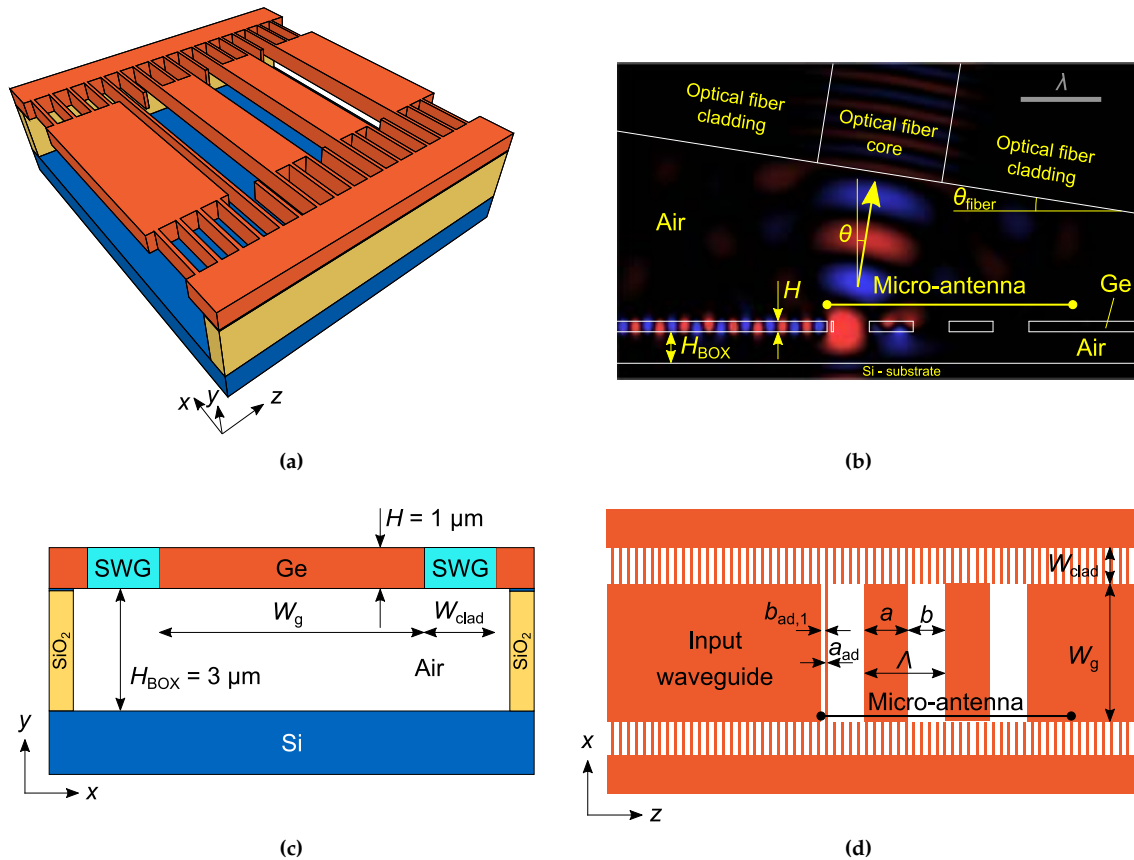 x
y
z
(a)
Optical fiber
cladding
Optical fiber
core
Optical fiber
cladding
λ
θfiber
Air
θ
Micro-antenna
H
Ge
HBOX
Air
Si - substrate
(b)
H = 1 μm
SWG
Ge
SWG
Wg
Wclad
SiO2
SiO2
Air
HBOX = 3 μm
Si
y
x
(c)
Wclad
bad,1
a
b
Input
waveguide
aad
Λ
Wg
Micro-antenna
x
z
(d)